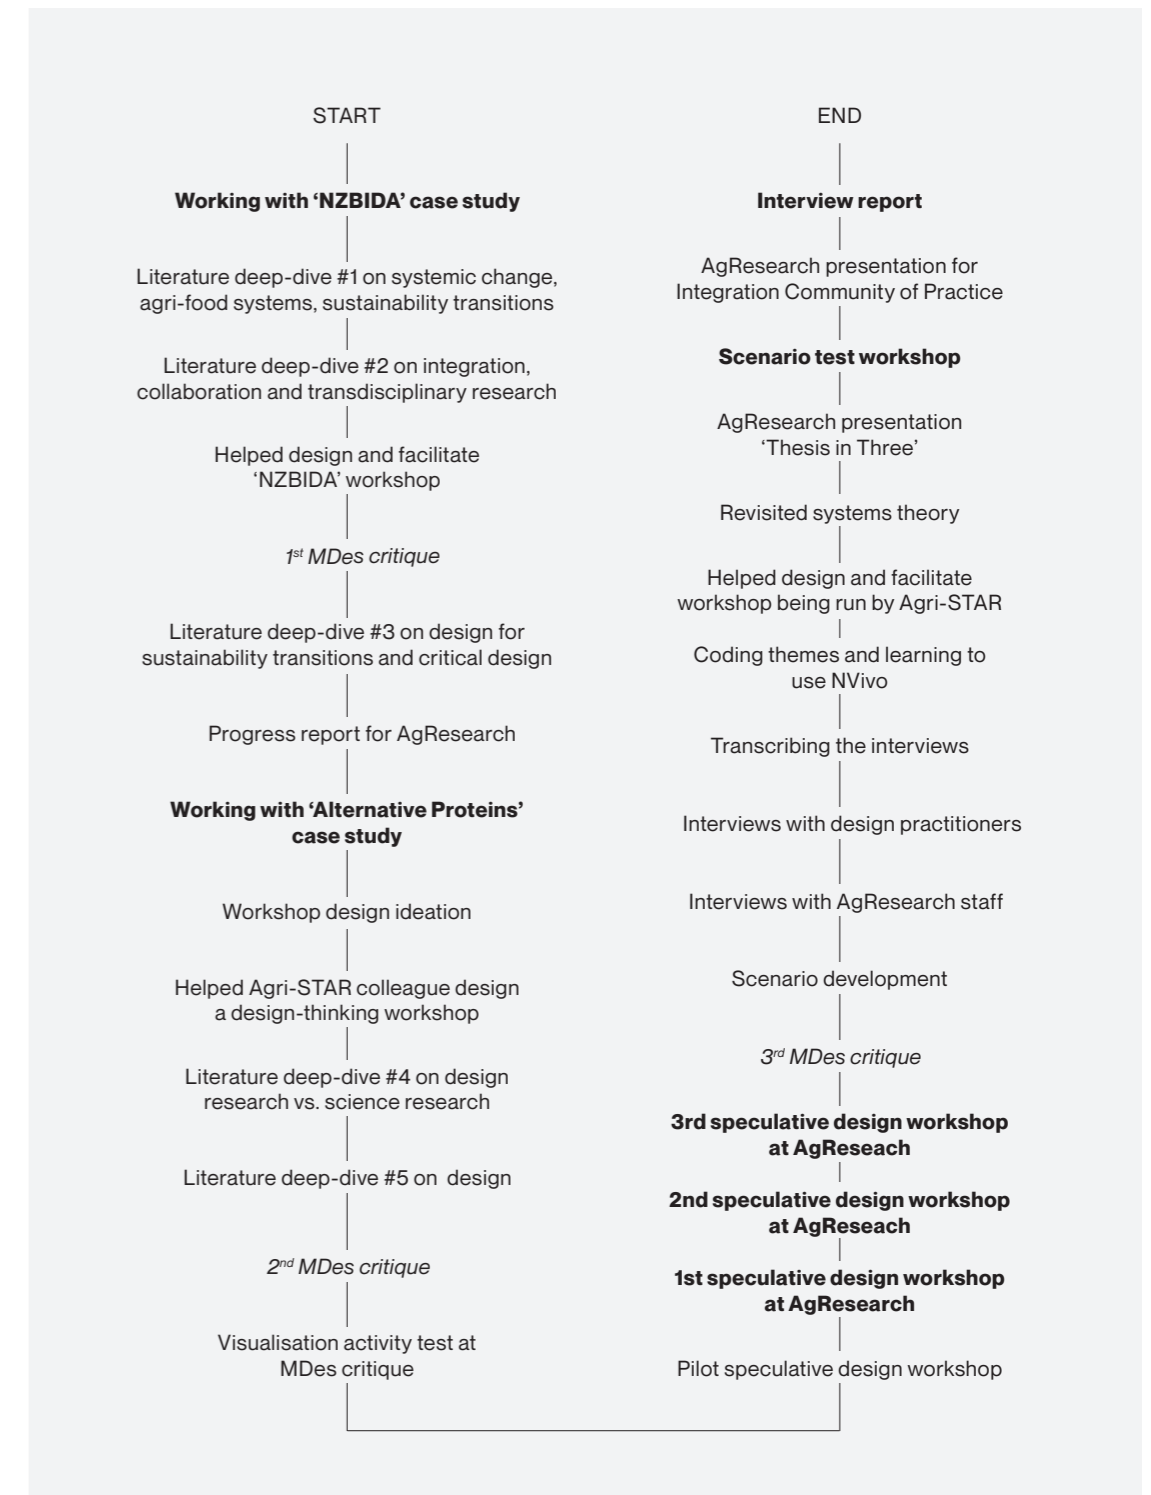 START
Working with ‘NZBIDA’ case study
Literature deep-dive #1 on systemic change,
agri-food systems, sustainability transitions
Literature deep-dive #2 on integration,
collaboration and transdisciplinary research
Helped design and facilitate
‘NZBIDA’ workshop
1st MDes critique
Literature deep-dive #3 on design for
sustainability transitions and critical design
Progress report for AgResearch
Working with ‘Alternative Proteins’
case study
Workshop design ideation
Helped Agri-STAR colleague design
a design-thinking workshop
Literature deep-dive #4 on design
research vs. science research
Literature deep-dive #5 on design
2nd MDes critique
Visualisation activity test at
MDes critique
END
Interview report
AgResearch presentation for
Integration Community of Practice
Scenario test workshop
AgResearch presentation
‘Thesis in Three’
Revisited systems theory
Helped design and facilitate
workshop being run by Agri-STAR
Coding themes and learning to
use NVivo
Transcribing the interviews
Interviews with design practitioners
Interviews with AgResearch staff
Scenario development
3rd MDes critique
3rd speculative design workshop
at AgReseach
2nd speculative design workshop
at AgReseach
1st speculative design workshop
at AgResearch
Pilot speculative design workshop